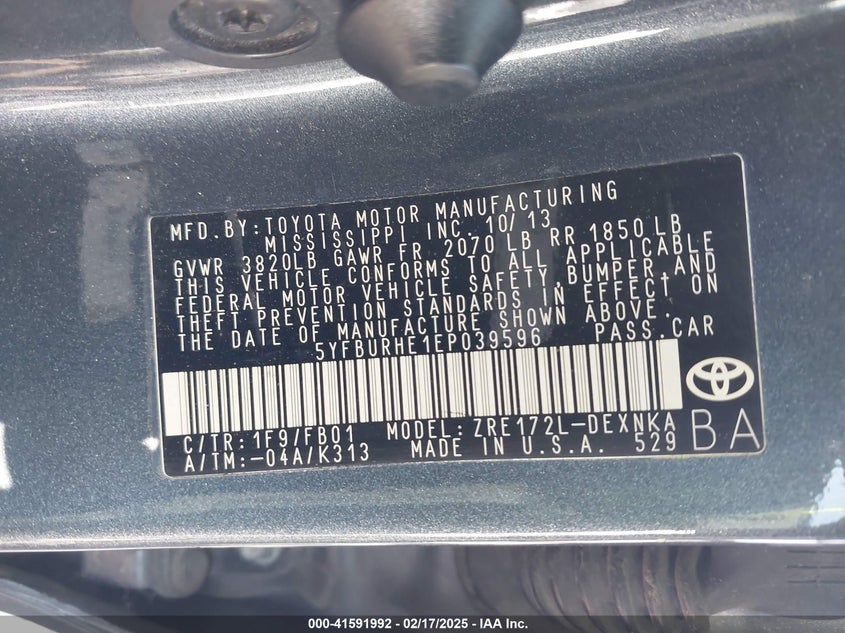 MFD.BY:TOYOTA MOTOR MANUFACTURING
MISSISSIPPI INC. 10/13
GVWR 3820LB GAWR FR 2070 LB RR 1850 LB
THIS VEHICLE CONFORMS TO ALL APPLICABLE
FEDERAL MOTOR VEHICLE SAFETY,BUMPER,AND
THEFT PREVENTION STANDARDS IN EFFECT ON
THE DATE OF MANUFACTURE SHOWN ABOVE.
5YFBURHE1EP039596 PASS.CAR
C/TR:1F9/FB01 MODEL:ZRE172L-DEXNKA
A/TM:-04A/K313 MADE IN U.S.A. 529
BA
000-41591992 - 02/17/2025 - IAA Inc.